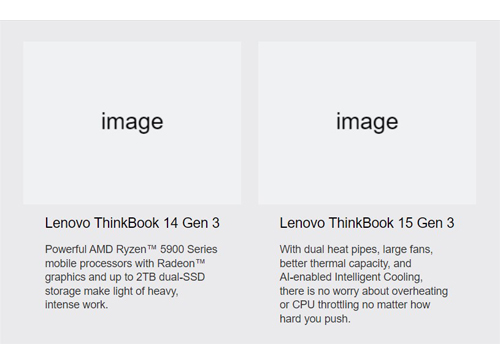 image
image
Lenovo ThinkBook 14 Gen 3
Powerful AMD Ryzen™ 5900 Series
mobile processors with Radeon™
graphics and up to 2TB dual-SSD
storage make light of heavy,
intense work.
Lenovo ThinkBook 15 Gen 3
With dual heat pipes, large fans,
better thermal capacity, and
AI-enabled Intelligent Cooling,
there is no worry about overheating
or CPU throttling no matter how
hard you push.